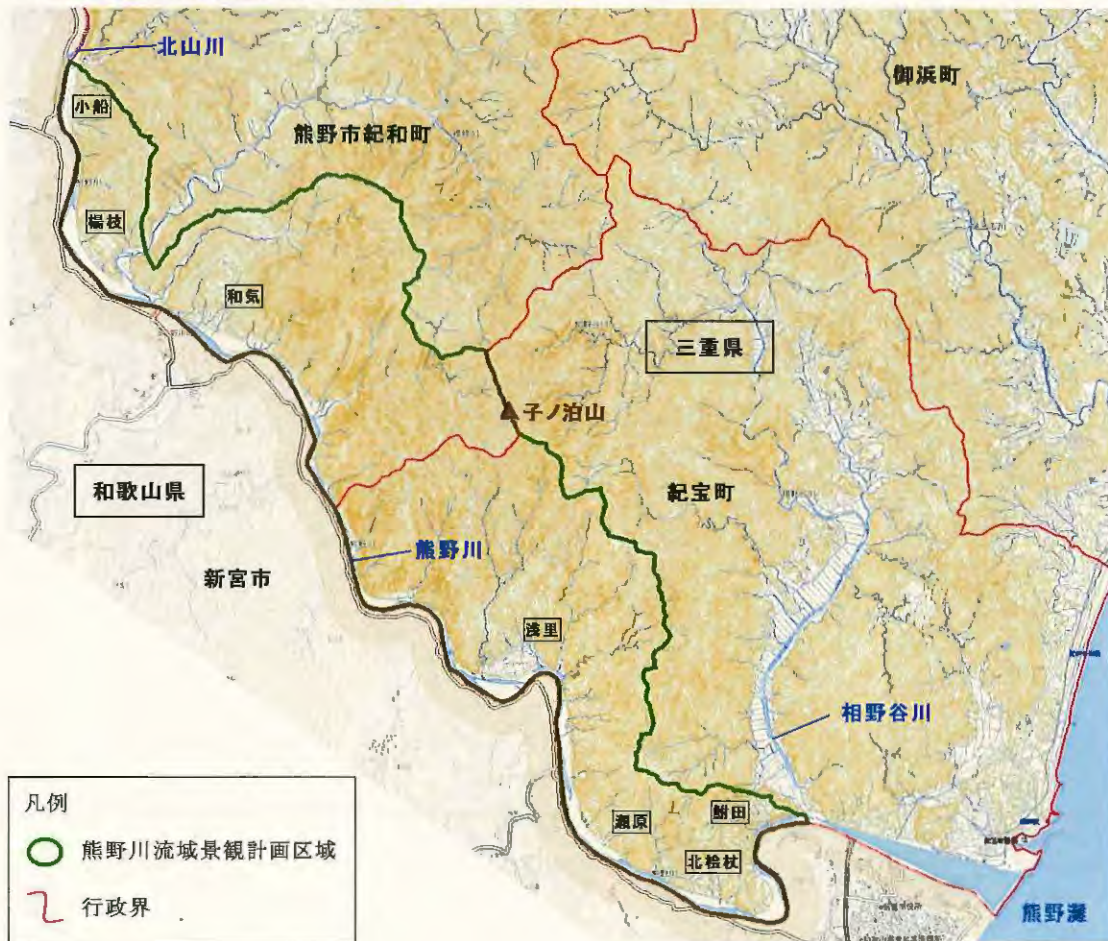 北山川
小船
熊野市紀和町
御浜町
楊枝
和気
三重県
子ノ泊山
和歌山県
紀宝町
熊野川
新宮市
浅里
相野谷川
瀬原
鮒田
北桧杖
熊野灘
凡例
熊野川流域景観計画区域
行政界